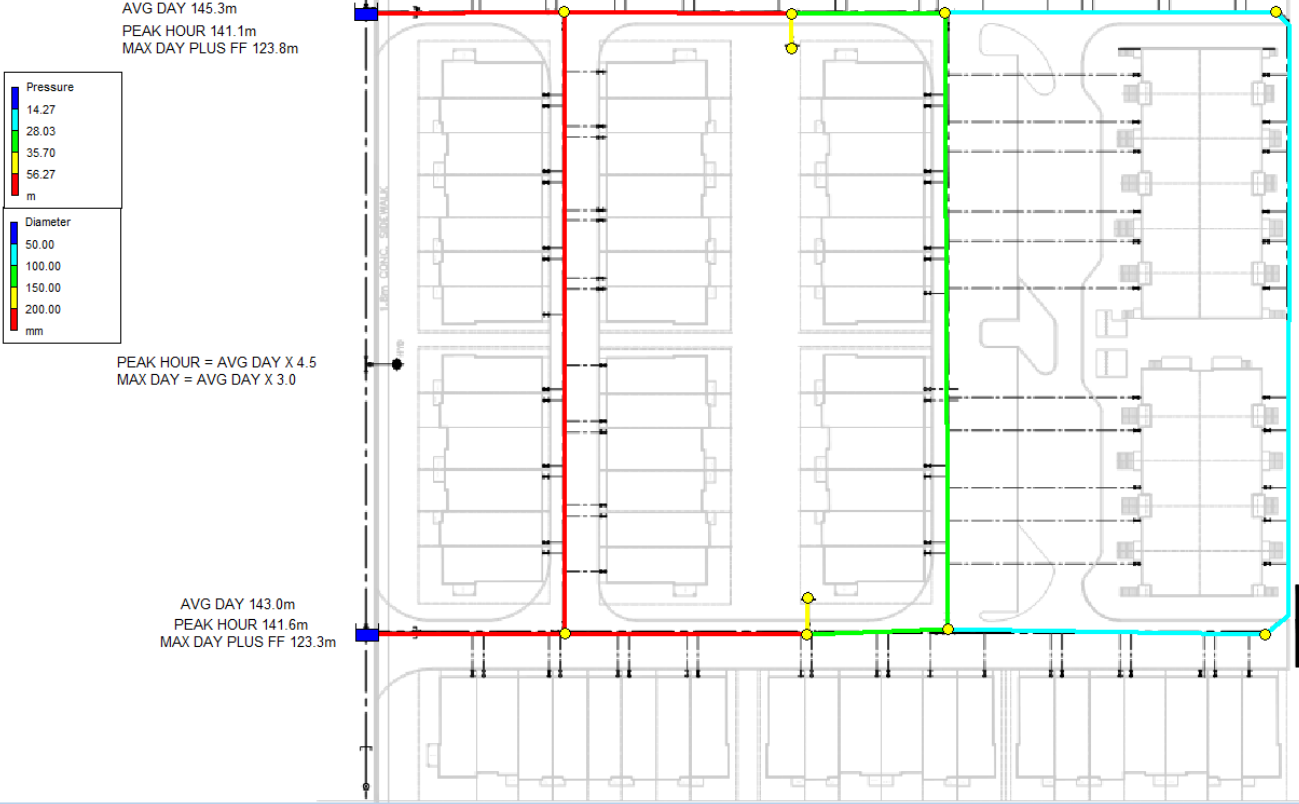 AVG DAY 145.3m
PEAK HOUR 141.1m
MAX DAY PLUS FF 123.8m
Pressure
14.27
28.03
35.70
56.27
m
Diameter
50.00
100.00
150.00
200.00
mm
1.8m CONC. SIDEWALK
HYD
PEAK HOUR = AVG DAY X 4.5
MAX DAY = AVG DAY X 3.0
AVG DAY 143.0m
PEAK HOUR 141.6m
MAX DAY PLUS FF 123.3m